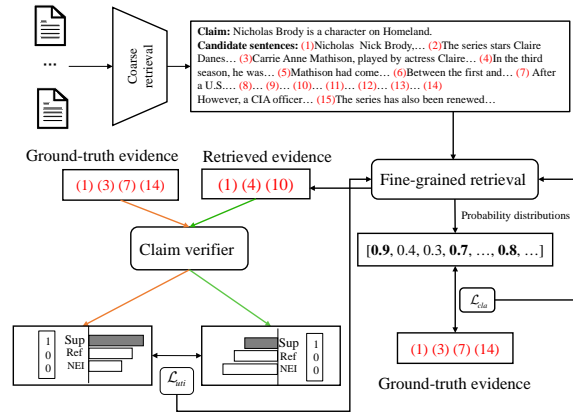 Coarse
retrieval
...
Claim: Nicholas Brody is a character on Homeland.
Candidate sentences: (1)Nicholas Nick Brody,… (2)The series stars Claire
Danes… (3)Carrie Anne Mathison, played by actress Claire… (4)In the third
season, he was… (5)Mathison had come… (6)Between the first and… (7) After
a U.S.… (8)… (9)… (10)… (11)… (12)… (13)… (14)
However, a CIA officer… (15)The series has also been renewed…
Ground-truth evidence
(1) (3) (7) (14)
Retrieved evidence
(1) (4) (10)
Fine-grained retrieval
Probability distributions
[0.9, 0.4, 0.3, 0.7, …, 0.8, …]
Claim verifier
ℒcla
(1) (3) (7) (14)
Ground-truth evidence
1
0
0
Sup
Ref
NEI
Sup
Ref
NEI
1
0
0
ℒuti